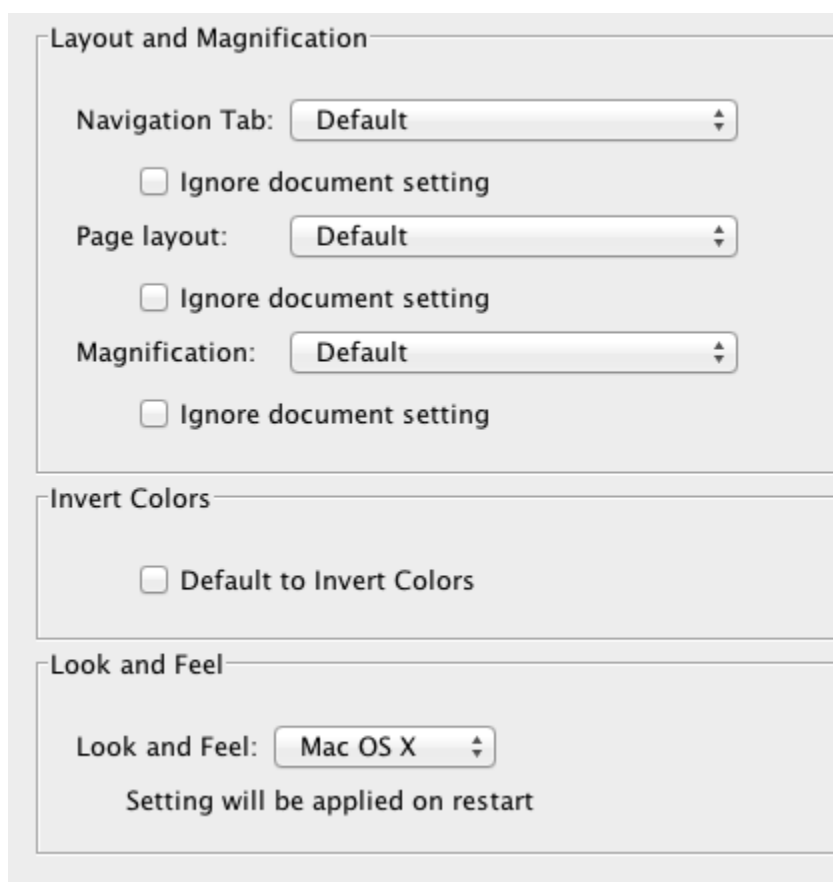 Layout and Magnification
Navigation Tab: Default
Ignore document setting
Page layout: Default
Ignore document setting
Magnification: Default
Ignore document setting
Invert Colors
Default to Invert Colors
Look and Feel
Look and Feel: Mac OS X
Setting will be applied on restart